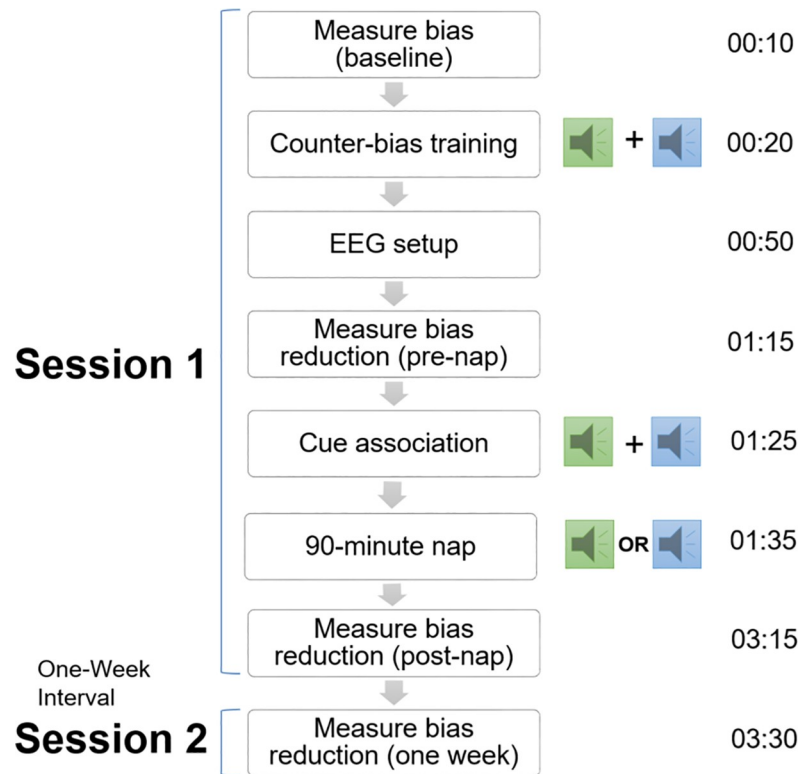 Measure bias
(baseline)
00:10
Counter-bias training
+
00:20
EEG setup
00:50
Session 1
Measure bias
reduction (pre-nap)
01:15
Cue association
+
01:25
90-minute nap
OR
01:35
Measure bias
reduction (post-nap)
03:15
One-Week
Interval
Session 2
Measure bias
reduction (one week)
03:30